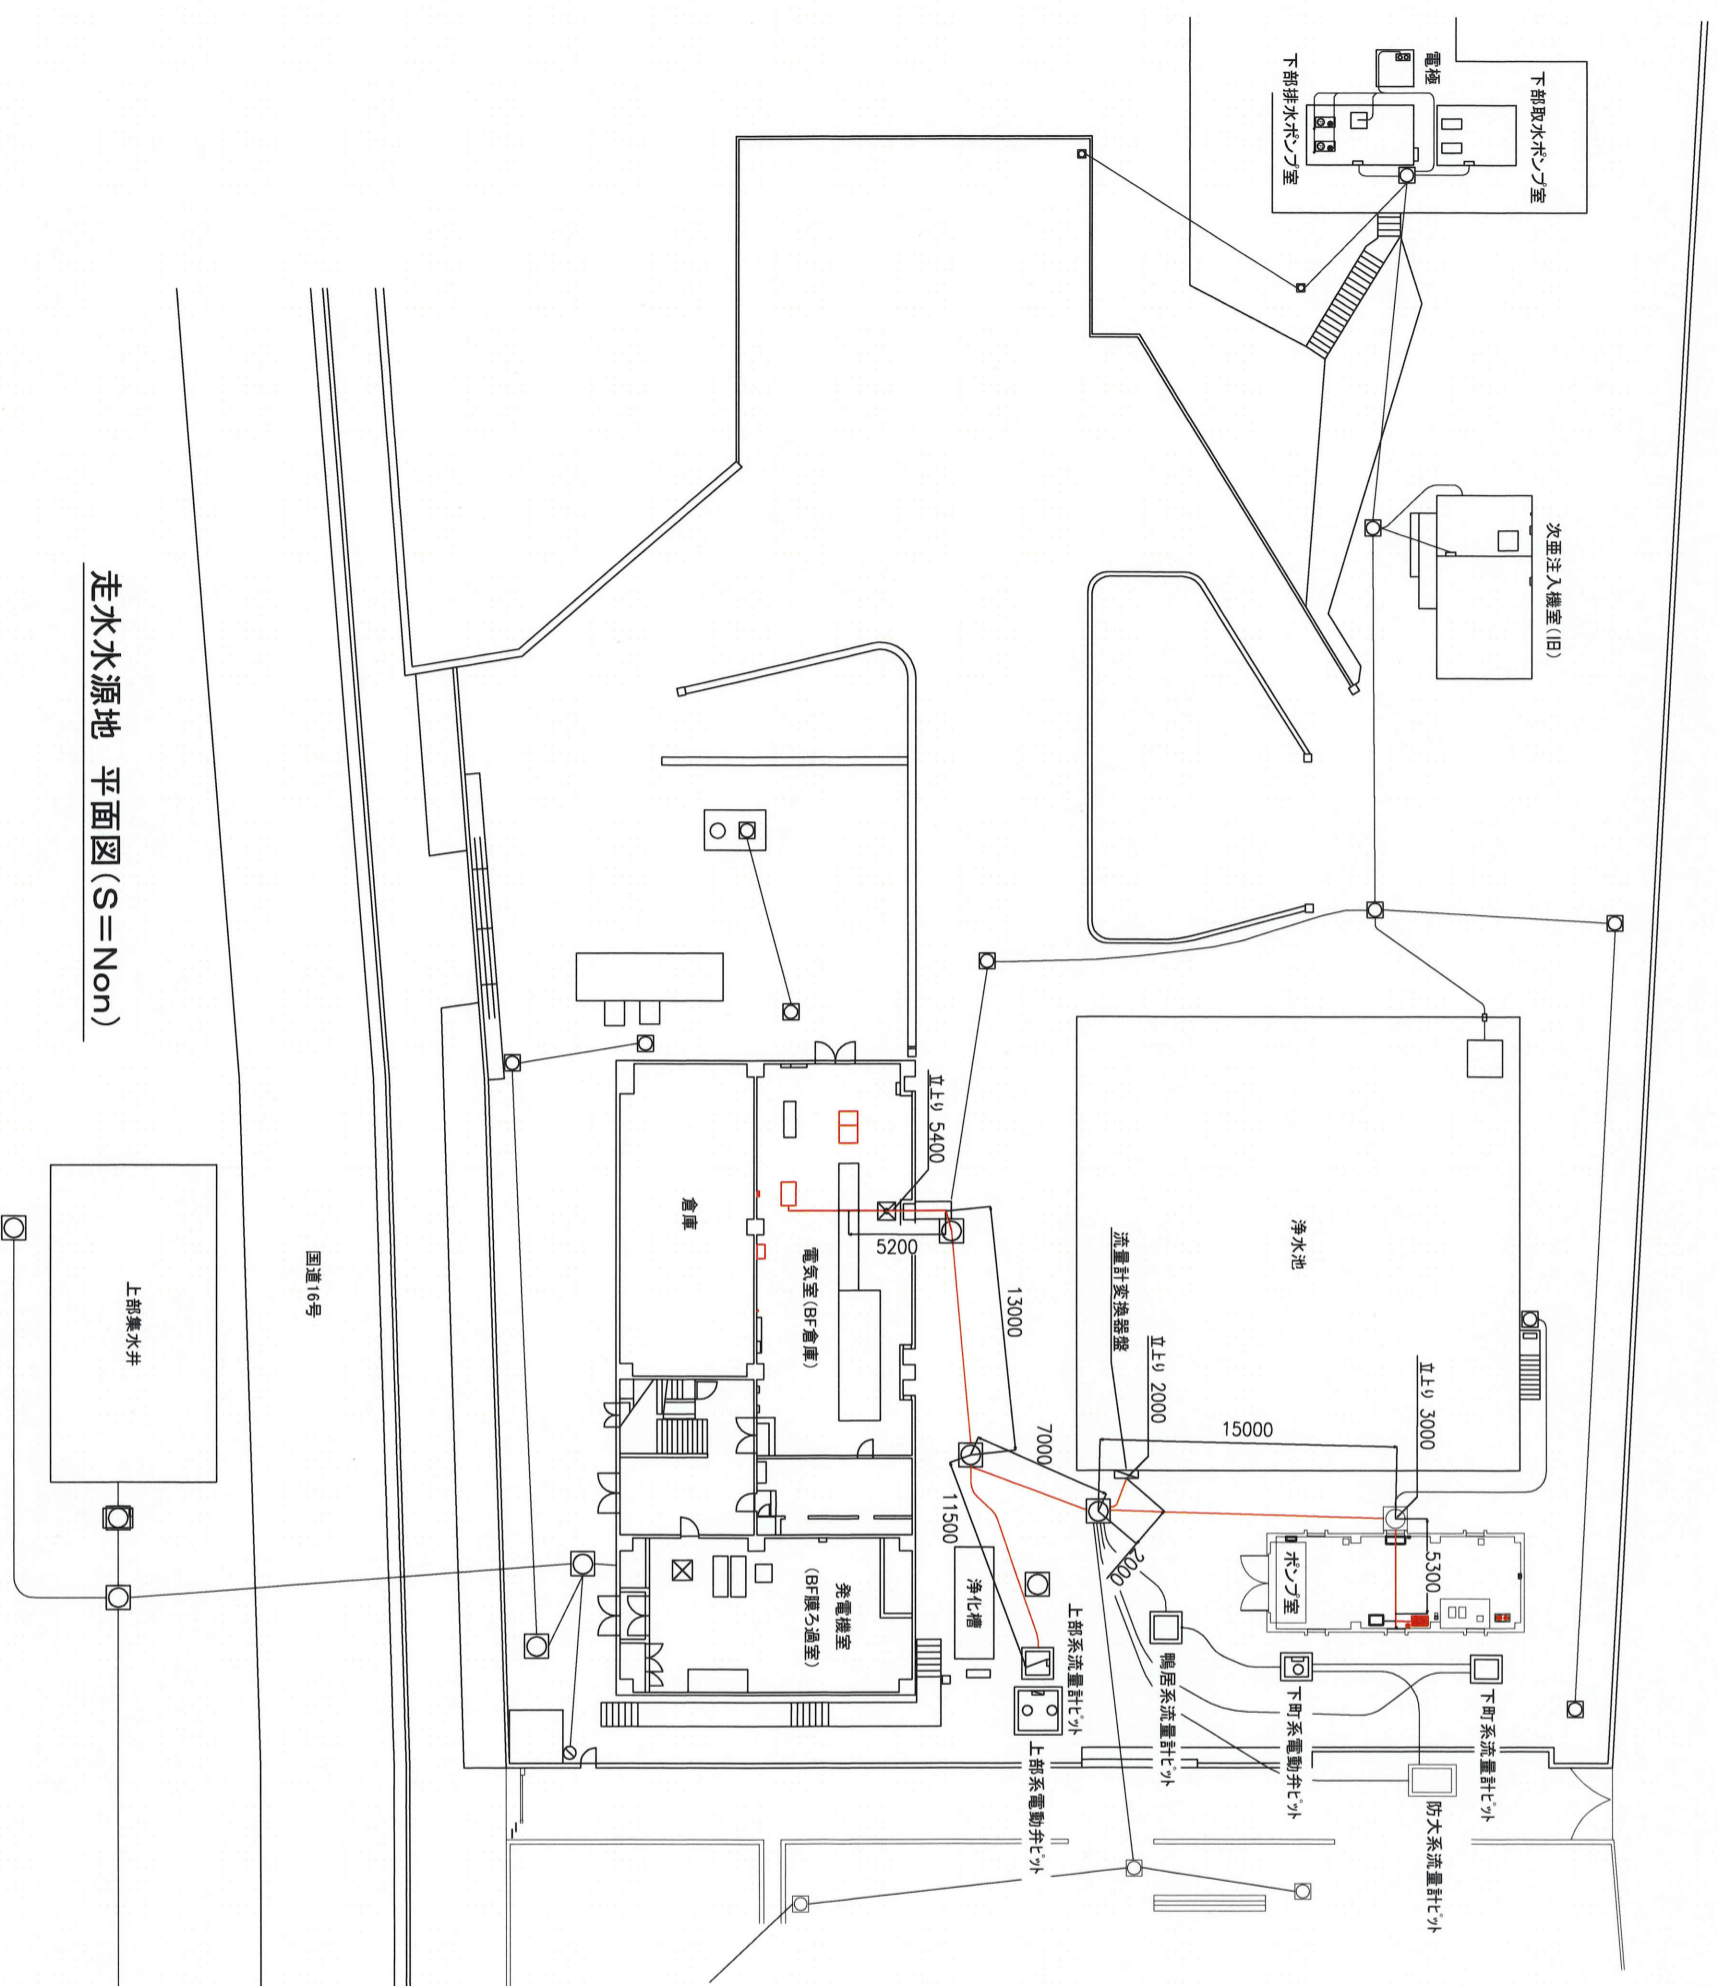 下部取水ポンプ室
電極
下部排水ポンプ室
次亜注入機室(旧)
浄水池
立上り 3000
15000
立上り 2000
流量計変換器盤
7000
13000
立上り 5400
5200
11500
2000
5300
ポンプ室
電気室(BF倉庫)
倉庫
発電機室
(BF膜ろ過室)
浄化槽
下町系流量計ピット
防大系流量計ピット
下町系電動弁ピット
鴨居系流量計ピット
上部系流量計ピット
上部系電動弁ピット
国道16号
上部集水井
走水水源地 平面図(S=Non)